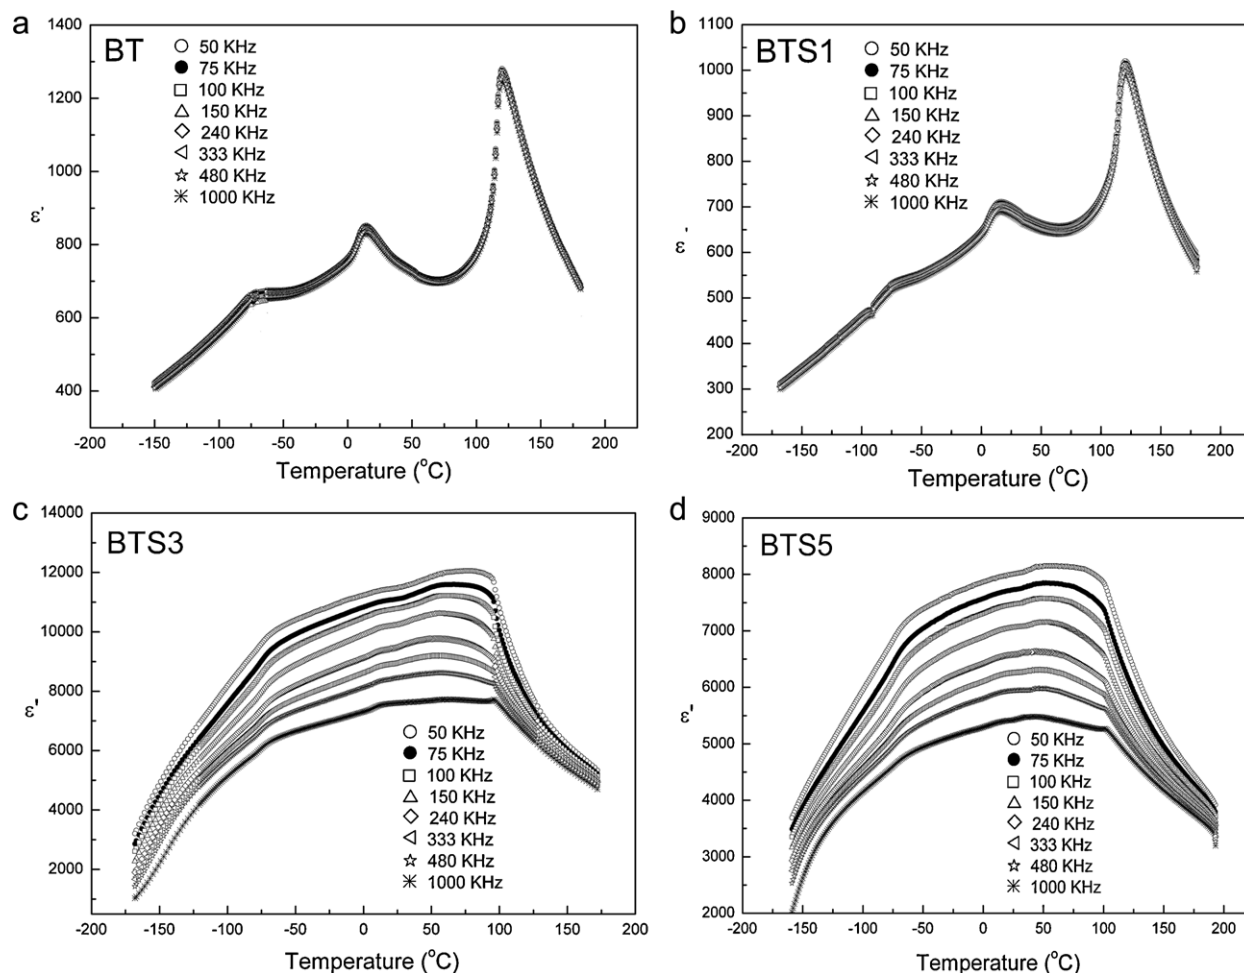 a
BT
50 KHz
75 KHz
100 KHz
150 KHz
240 KHz
333 KHz
480 KHz
1000 KHz
1400
1200
1000
800
600
400
ε'
-200 -150 -100 -50 0 50 100 150 200
Temperature (°C)
b
BTS1
50 KHz
75 KHz
100 KHz
150 KHz
240 KHz
333 KHz
480 KHz
1000 KHz
1100
1000
900
800
700
600
500
400
300
200
ε'
-200 -150 -100 -50 0 50 100 150 200
Temperature (°C)
c
BTS3
14000
12000
10000
8000
6000
4000
2000
ε'
50 KHz
75 KHz
100 KHz
150 KHz
240 KHz
333 KHz
480 KHz
1000 KHz
-200 -150 -100 -50 0 50 100 150 200
Temperature (°C)
d
BTS5
9000
8000
7000
6000
5000
4000
3000
2000
ε'
50 KHz
75 KHz
100 KHz
150 KHz
240 KHz
333 KHz
480 KHz
1000 KHz
-200 -150 -100 -50 0 50 100 150 200
Temperature (°C)